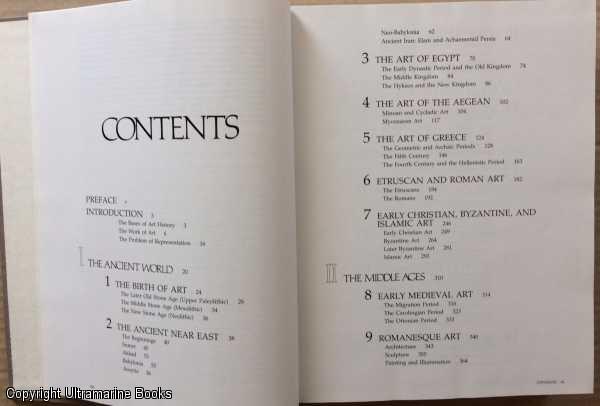 CONTENTS
PREFACE v
INTRODUCTION 3
The Bases of Art History 3
The Work of Art 6
The Problem of Representation
I THE ANCIENT WORLD 20
1 THE BIRTH OF ART 24
The Later Old Stone Age (Upper Paleolithic) 26
The Middle Stone Age (Mesolithic) 34
The New Stone Age (Neolithic) 36
2 THE ANCIENT NEAR EAST 38
The Beginnings 40
Sumer
Akkad
Babylonia
Assyria 56
Neo-Babylonia 62
Ancient Iran: Elam and Achaemenid Persia 64
3 THE ART OF EGYPT 70
The Early Dynastic Period and the Old Kingdom 74
The Middle Kingdom 84
The Hyksos and the New Kingdom 86
4 THE ART OF THE AEGEAN 102
Minoan and Cycladic Art 104
Mycenaean Art 117
5 THE ART OF GREECE 124
The Geometric and Archaic Periods 128
The Fifth Century 146
The Fourth Century and the Hellenistic Period 163
6 ETRUSCAN AND ROMAN ART 182
The Etruscans 184
The Romans 192
7 EARLY CHRISTIAN, BYZANTINE, AND
ISLAMIC ART 246
Early Christian Art 249
Byzantine Art 264
Later Byzantine Art 281
Islamic Art 291
II THE MIDDLE AGES 310
8 EARLY MEDIEVAL ART 314
The Migration Period 316
The Carolingian Period 323
The Ottonian Period 333
9 ROMANESQUE ART 340
Architecture 343
Sculpture 355
Painting and Illumination 364
CONTENTS
Copyright Ultramarine Books